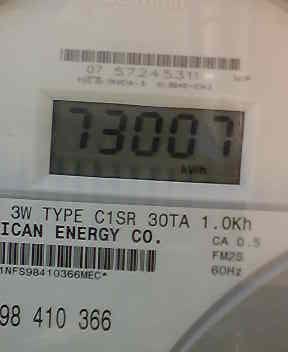 07 57245311
73007
kWh
3W TYPE C1SR 30TA 1.0Kh
ICAN ENERGY CO.
CA 0.5
FM2S
60Hz
1NFS98410366MEC*
98 410 366